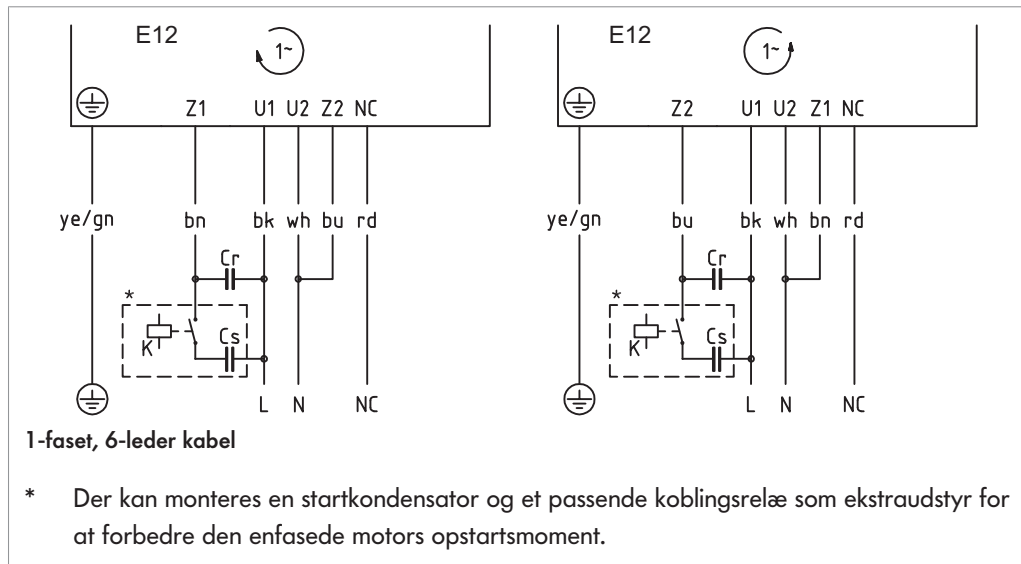 E12 1~ E12 1~
Z1 U1 U2 Z2 NC Z2 U1 U2 Z1 NC
ye/gn bn bk wh bu rd ye/gn bu bk wh bn rd
Cr Cr
* *
K Cs K Cs
L N NC L N NC
1-faset, 6-leder kabel
* Der kan monteres en startkondensator og et passende koblingsrelæ som ekstraudstyr for
at forbedre den enfasede motors opstartsmoment.